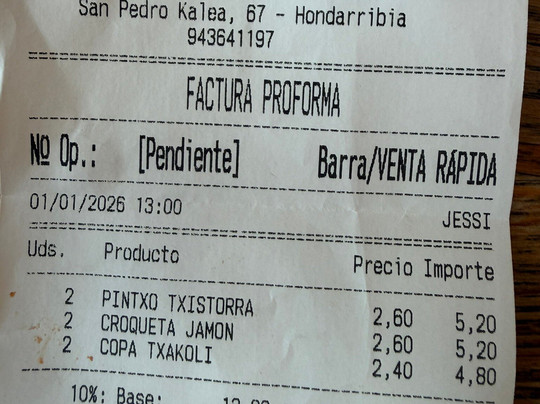 San Pedro Kalea, 67 - Hondarribia
943641197
FACTURA PROFORMA
Nº Op.: [Pendiente] Barra/VENTA RÁPIDA
01/01/2026 13:00 JESSI
Uds. Producto Precio Importe
2 PINTXO TXISTORRA 2,60 5,20
2 CROQUETA JAMON 2,60 5,20
2 COPA TXAKOLI 2,40 4,80
10%: Base: